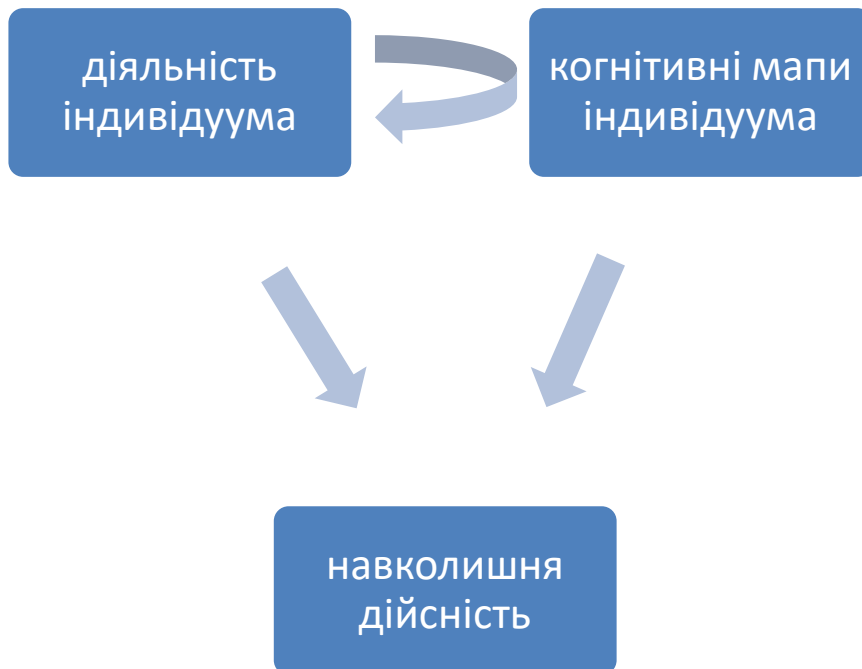 діяльність
індивідуума
когнітивні мапи
індивідуума
навколишня
дійсність